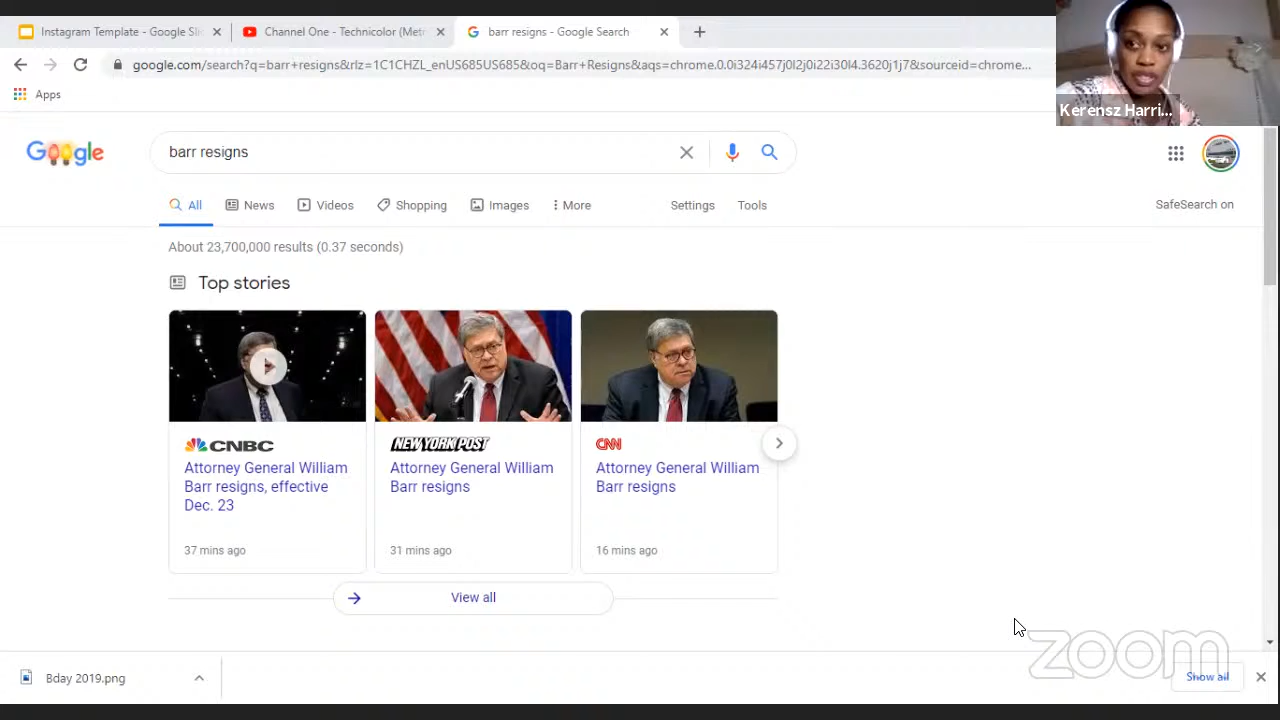 Instagram Template - Google Sli
Channel One - Technicolor (Met
barr resigns - Google Search
google.com/search?q=barr+resigns&rlz=1C1CHZL_enUS685US685&oq=Barr+Resigns&aqs=chrome.0.0i324i457j0l2j0i22i30l4.3620j1j7&sourceid=chrome...
Apps
Kerensz Harri...
Google
barr resigns
All
News
Videos
Shopping
Images
More
Settings
Tools
SafeSearch on
About 23,700,000 results (0.37 seconds)
Top stories
CNBC
Attorney General William
Barr resigns, effective
Dec. 23
37 mins ago
NEW YORK POST
Attorney General William
Barr resigns
31 mins ago
CNN
Attorney General William
Barr resigns
16 mins ago
View all
zoom
Bday 2019.png
Show all